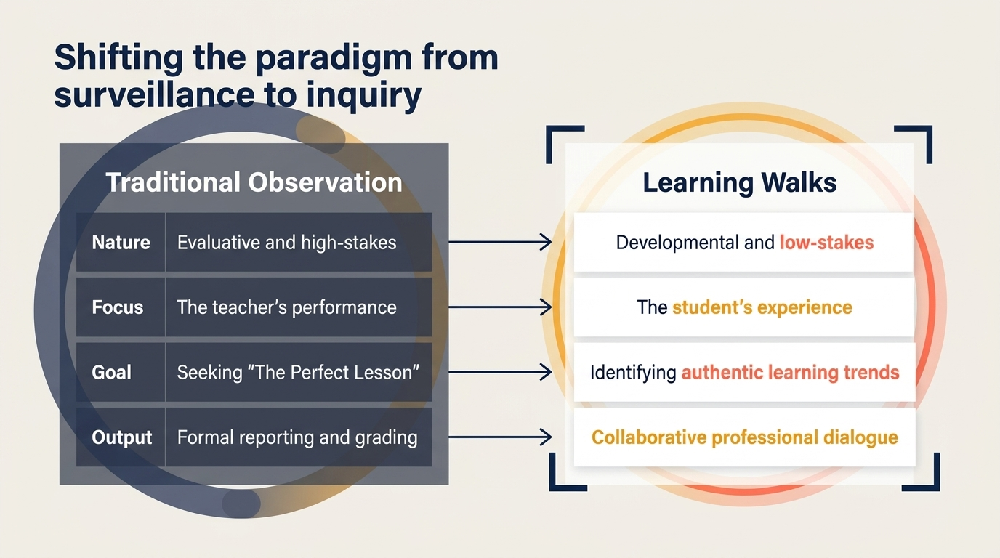 Shifting the paradigm from
surveillance to inquiry
Traditional Observation
Learning Walks
Nature Evaluative and high-stakes
Developmental and low-stakes
Focus The teacher’s performance
The student’s experience
Goal Seeking “The Perfect Lesson”
Identifying authentic learning trends
Output Formal reporting and grading
Collaborative professional dialogue